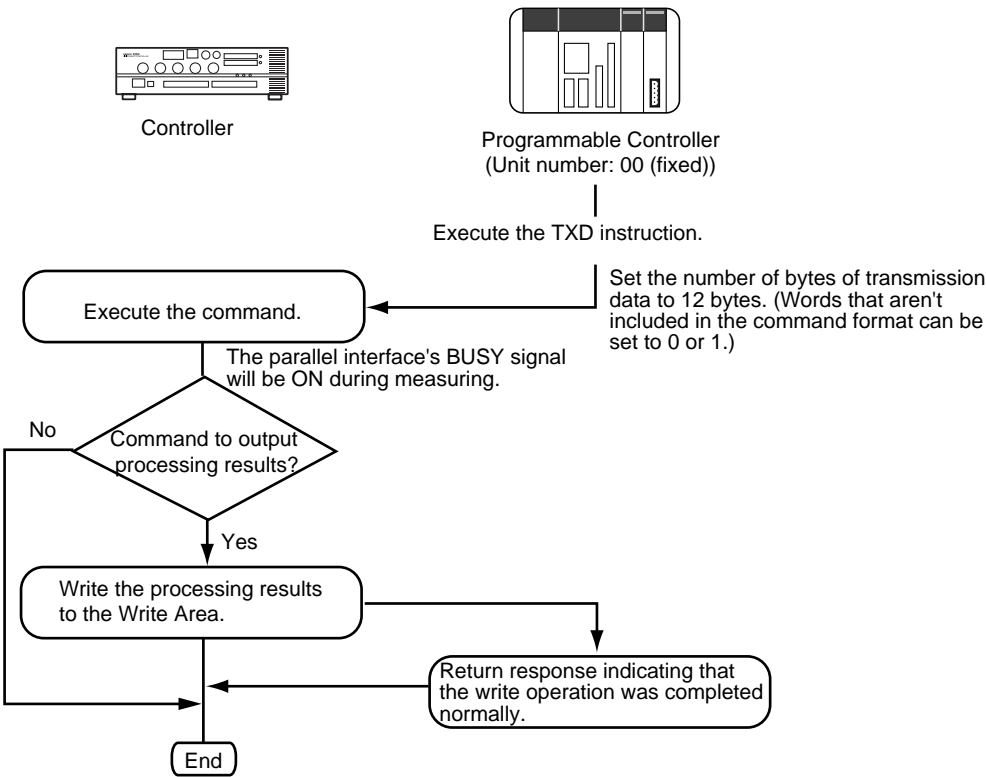 Controller
Programmable Controller
(Unit number: 00 (fixed))
Execute the TXD instruction.
Set the number of bytes of transmission
data to 12 bytes. (Words that aren't
included in the command format can be
set to 0 or 1.)
Execute the command.
The parallel interface's BUSY signal
will be ON during measuring.
No
Command to output
processing results?
Yes
Write the processing results
to the Write Area.
Return response indicating that
the write operation was completed
normally.
End